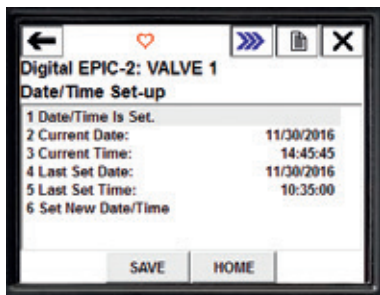 Digital EPIC-2: VALVE 1
Date/Time Set-up
1 Date/Time Is Set.
2 Current Date: 11/30/2016
3 Current Time: 14:45:45
4 Last Set Date: 11/30/2016
5 Last Set Time: 10:35:00
6 Set New Date/Time
SAVE HOME